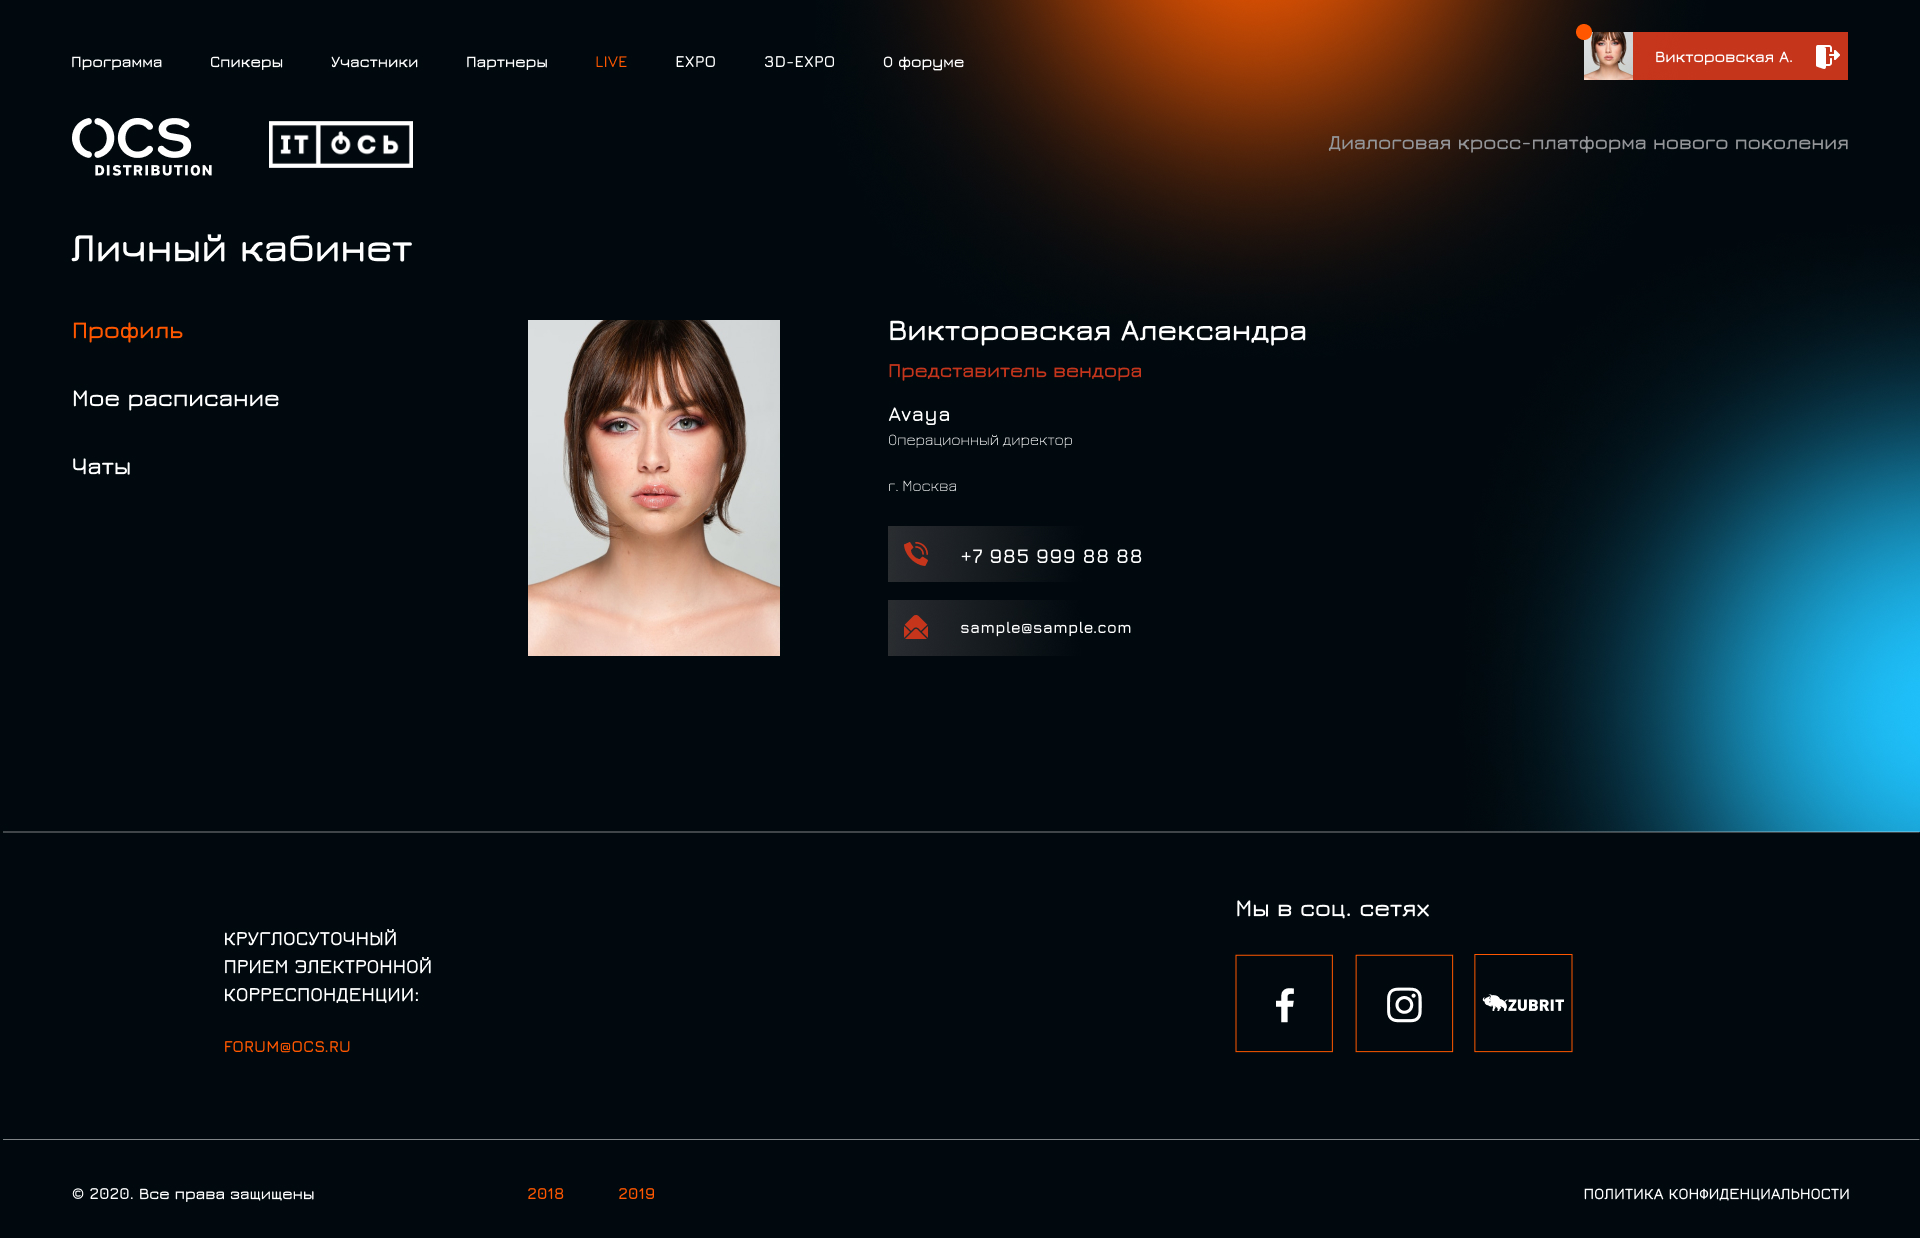 Программа Спикеры Участники Партнеры LIVE EXPO 3D-EXPO О форуме
Викторовская А.
OCS
DISTRIBUTION
IT ОСЬ
Диалоговая кросс-платформа нового поколения
Личный кабинет
Профиль
Мое расписание
Чаты
Викторовская Александра
Представитель вендора
Avaya
Операционный директор
г. Москва
+7 985 999 88 88
sample@sample.com
КРУГЛОСУТОЧНЫЙ
ПРИЕМ ЭЛЕКТРОННОЙ
КОРРЕСПОНДЕНЦИИ:
FORUM@OCS.RU
Мы в соц. сетях
IZUBRIT
© 2020. Все права защищены
2018 2019
ПОЛИТИКА КОНФИДЕНЦИАЛЬНОСТИ